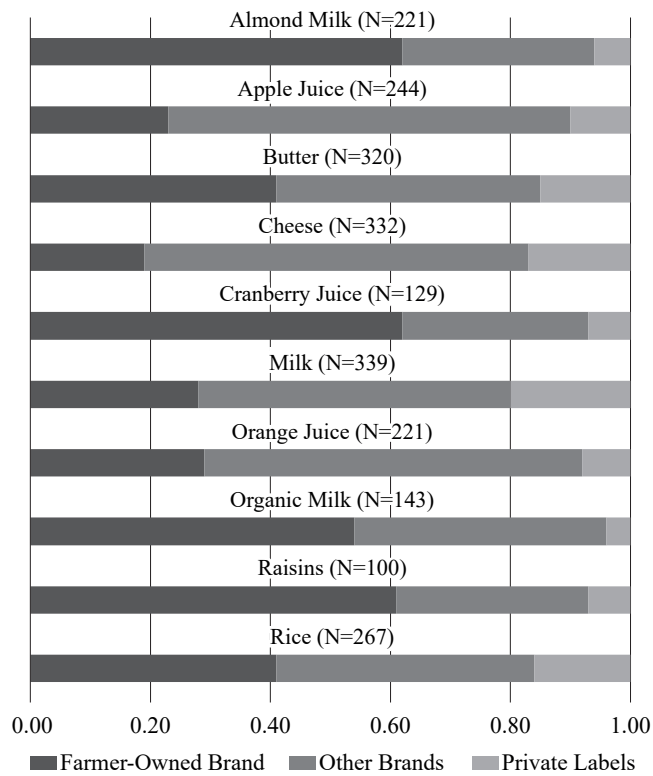 Almond Milk (N=221)
Apple Juice (N=244)
Butter (N=320)
Cheese (N=332)
Cranberry Juice (N=129)
Milk (N=339)
Orange Juice (N=221)
Organic Milk (N=143)
Raisins (N=100)
Rice (N=267)
0.00 0.20 0.40 0.60 0.80 1.00
Farmer-Owned Brand Other Brands Private Labels